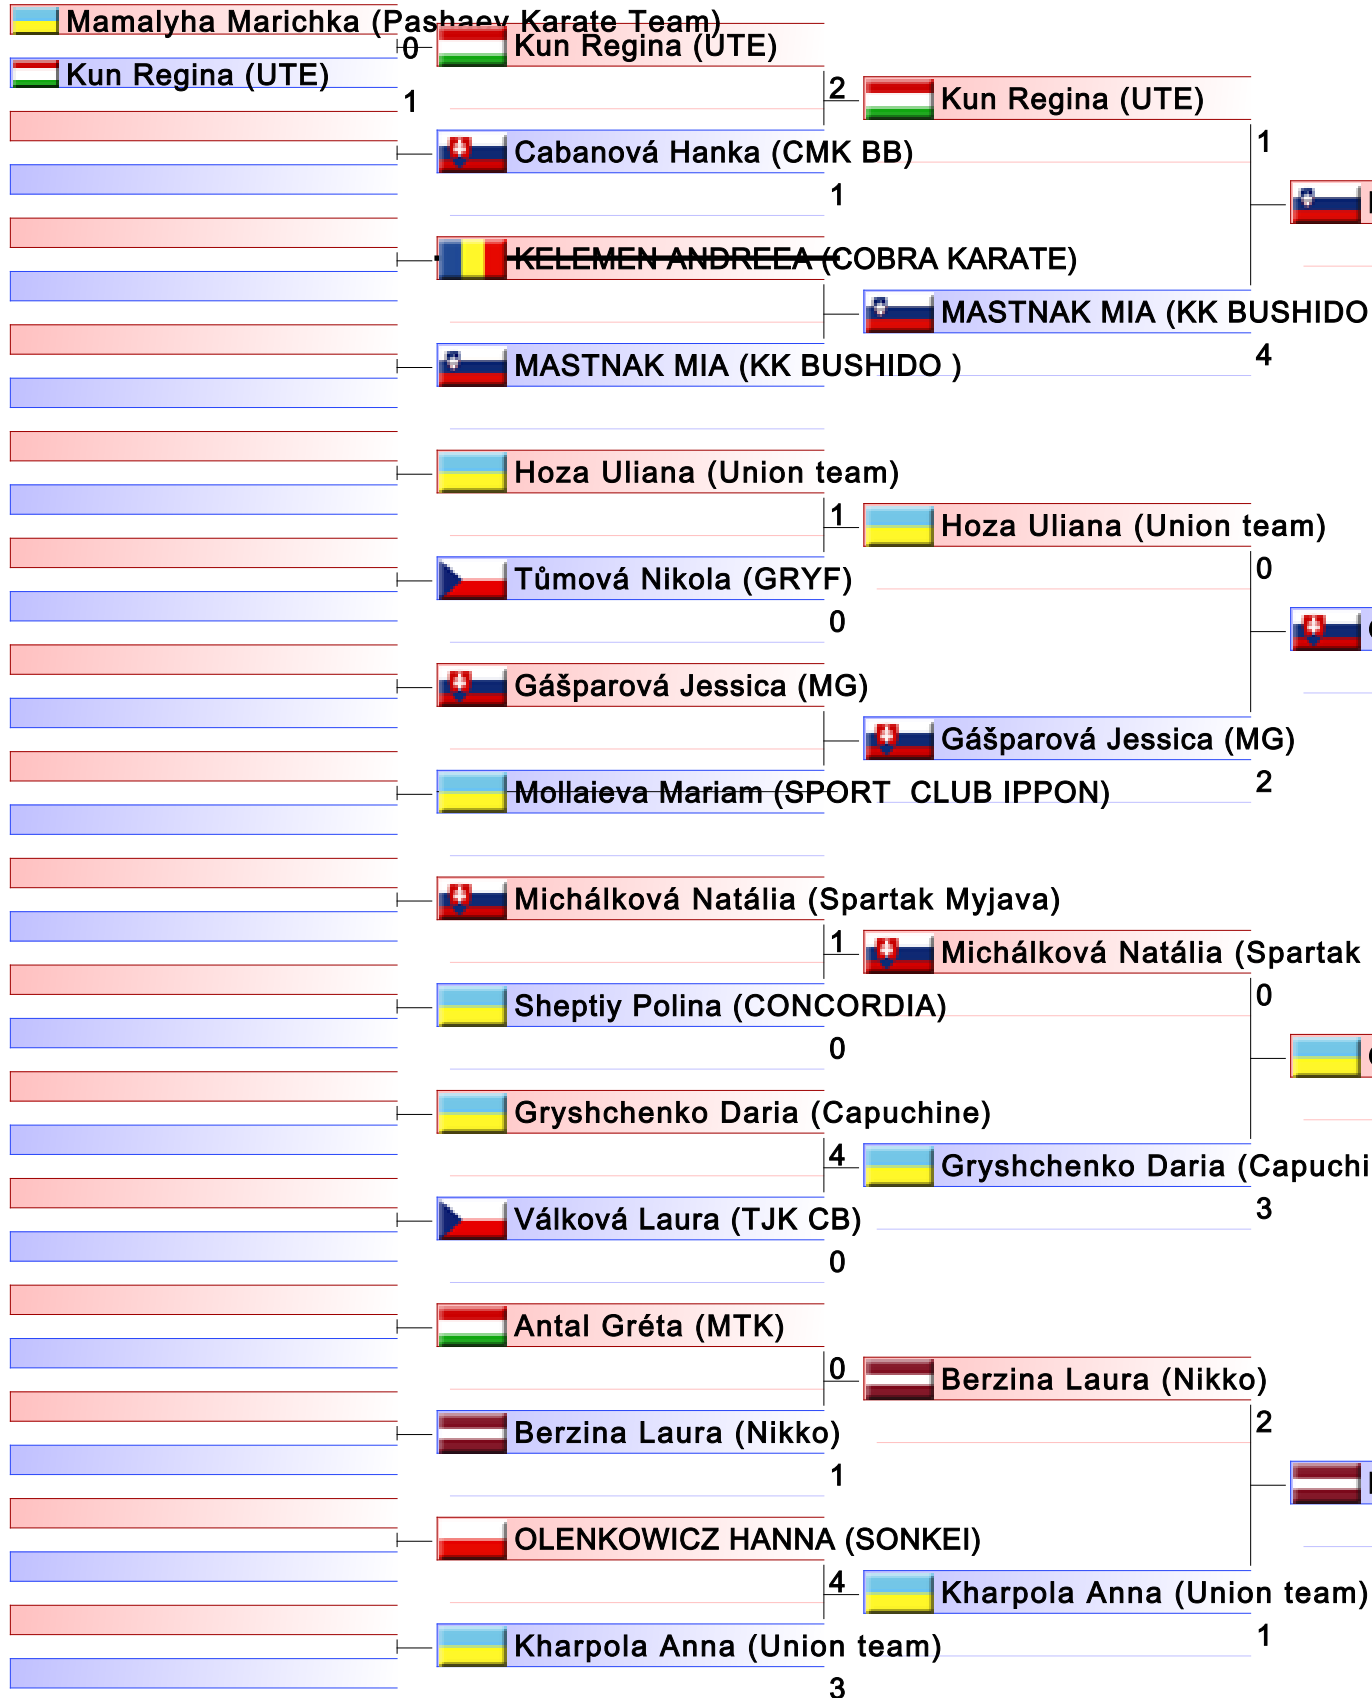 Mamalyha Marichka (Pashaev Karate Team)
0
Kun Regina (UTE)
1
Kun Regina (UTE)
2
Cabanová Hanka (CMK BB)
1
KELEMEN ANDREEA (COBRA KARATE)
MASTNAK MIA (KK BUSHIDO )
Hoza Uliana (Union team)
1
Tůmová Nikola (GRYF)
0
Gášparová Jessica (MG)
Mollaieva Mariam (SPORT  CLUB IPPON)
Michálková Natália (Spartak Myjava)
1
Sheptiy Polina (CONCORDIA)
0
Gryshchenko Daria (Capuchine)
4
Válková Laura (TJK CB)
0
Antal Gréta (MTK)
0
Berzina Laura (Nikko)
1
OLENKOWICZ HANNA (SONKEI)
4
Kharpola Anna (Union team)
3
Kun Regina (UTE)
1
MASTNAK MIA (KK BUSHIDO
4
Hoza Uliana (Union team)
0
Gášparová Jessica (MG)
2
Michálková Natália (Spartak
0
Gryshchenko Daria (Capuchi
3
Berzina Laura (Nikko)
2
Kharpola Anna (Union team)
1